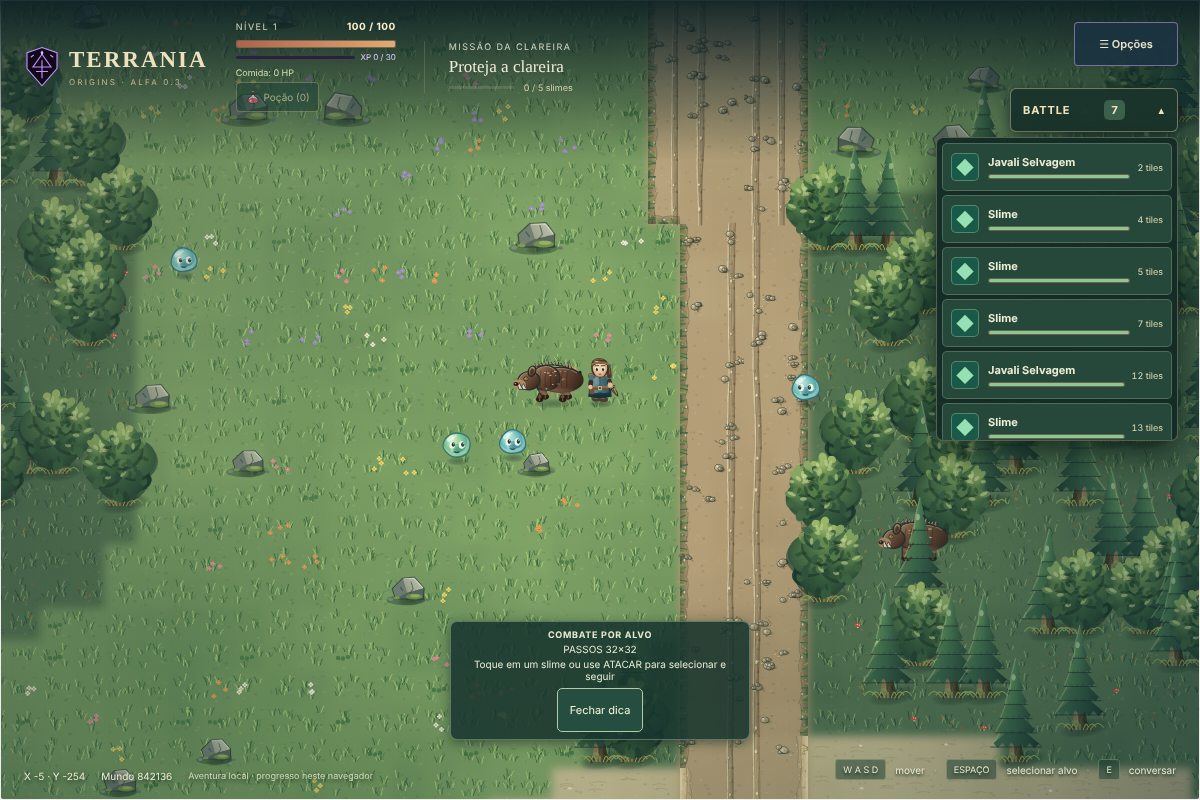 TERRANIA
ORIGINS · ALFA 0.3
NÍVEL 1
100 / 100
XP 0 / 30
Comida: 0 HP
Poção (0)
MISSÃO DA CLAREIRA
Proteja a clareira
0 / 5 slimes
☰ Opções
BATTLE 7 ▲
Javali Selvagem
2 tiles
Slime
4 tiles
Slime
5 tiles
Slime
7 tiles
Javali Selvagem
12 tiles
Slime
13 tiles
COMBATE POR ALVO
PASSOS 32×32
Toque em um slime ou use ATACAR para selecionar e
seguir
Fechar dica
X -5 · Y -254
Mundo 842136
Aventura local · progresso neste navegador
W A S D mover
ESPAÇO selecionar alvo
E conversar